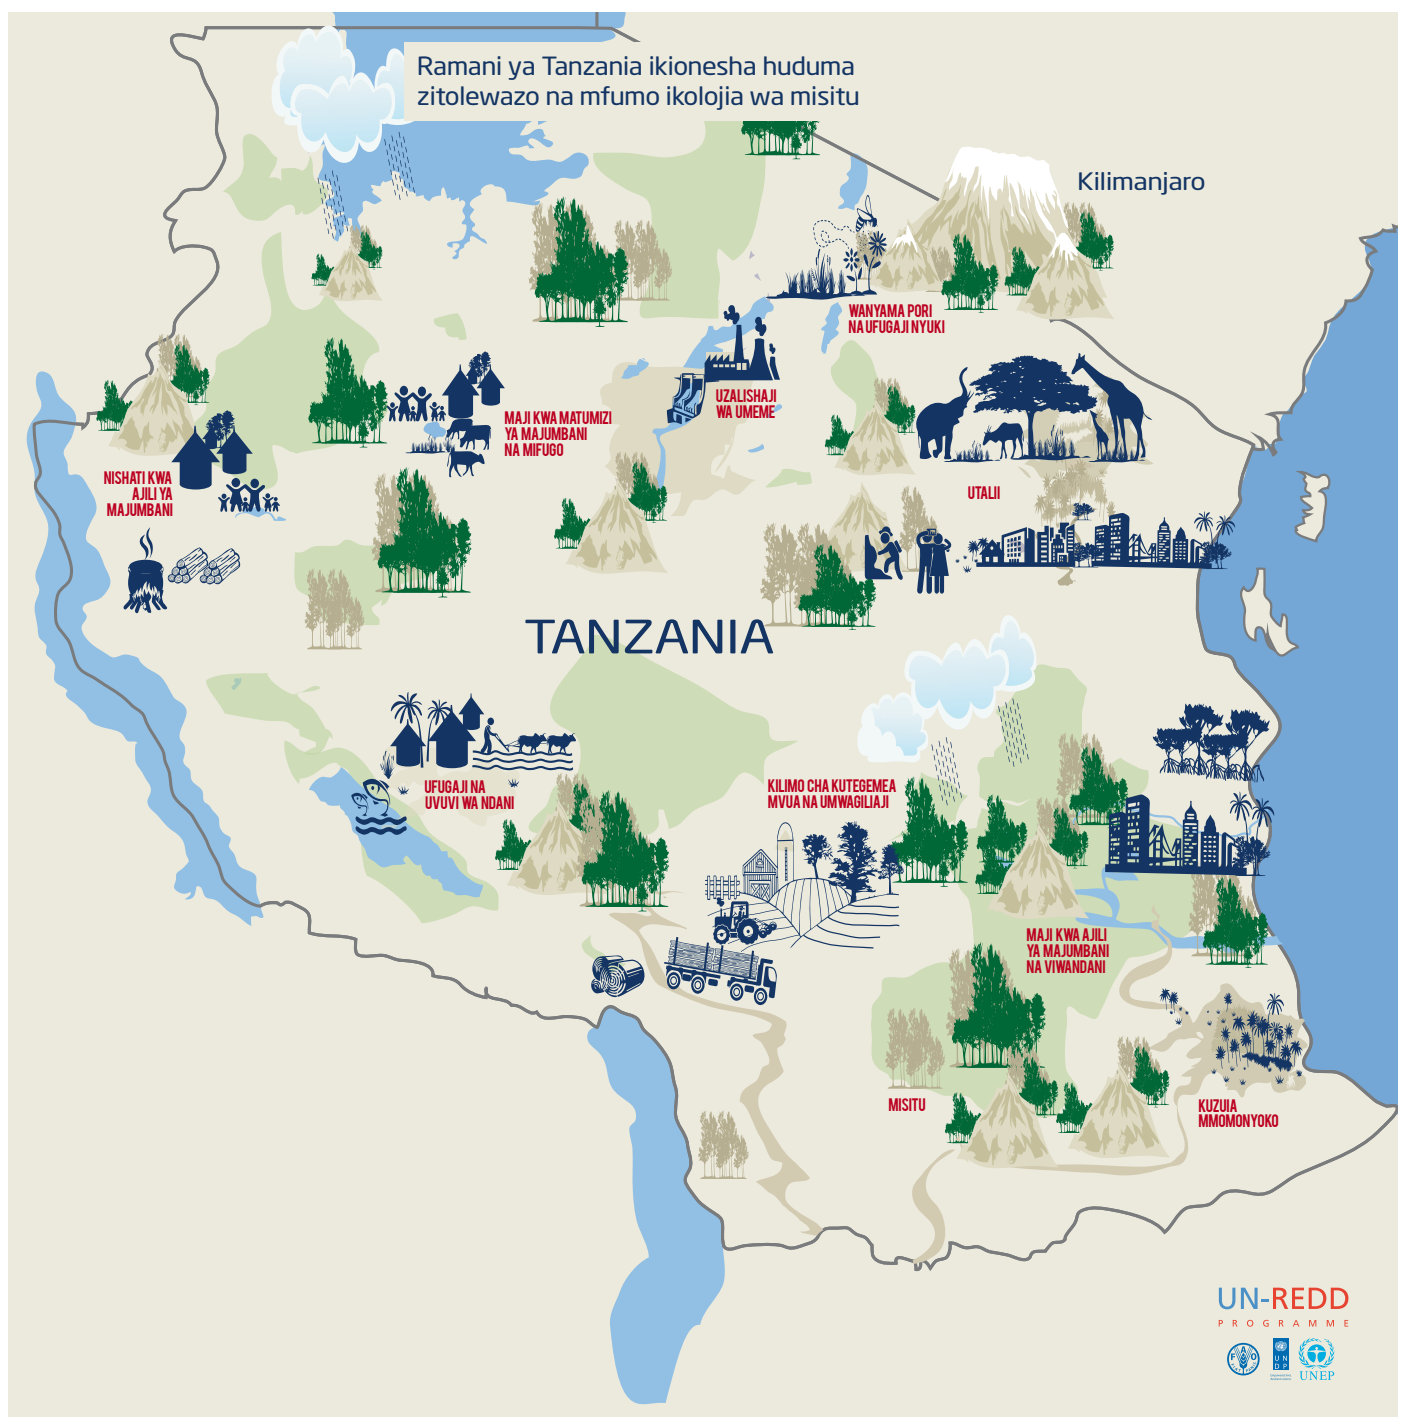 Ramani ya Tanzania ikionesha huduma
zitolewazo na mfumo ikolojia wa misitu
Kilimanjaro
WANYAMA PORI
NA UFUGAJI NYUKI
UZALISHAJI
WA UMEME
MAJI KWA MATUMIZI
YA MAJUMBANI
NA MIFUGO
NISHATI KWA
AJILI YA
MAJUMBANI
UTALII
TANZANIA
UFUGAJI NA
UVUVI WA NDANI
KILIMO CHA KUTEGEMEA
MVUA NA UMWAGILIAJI
MAJI KWA AJILI
YA MAJUMBANI
NA VIWANDANI
MISITU
KUZUIA
MMOMONYOKO
UN-REDD
PROGRAMME
FAO
UN
DP
UNEP